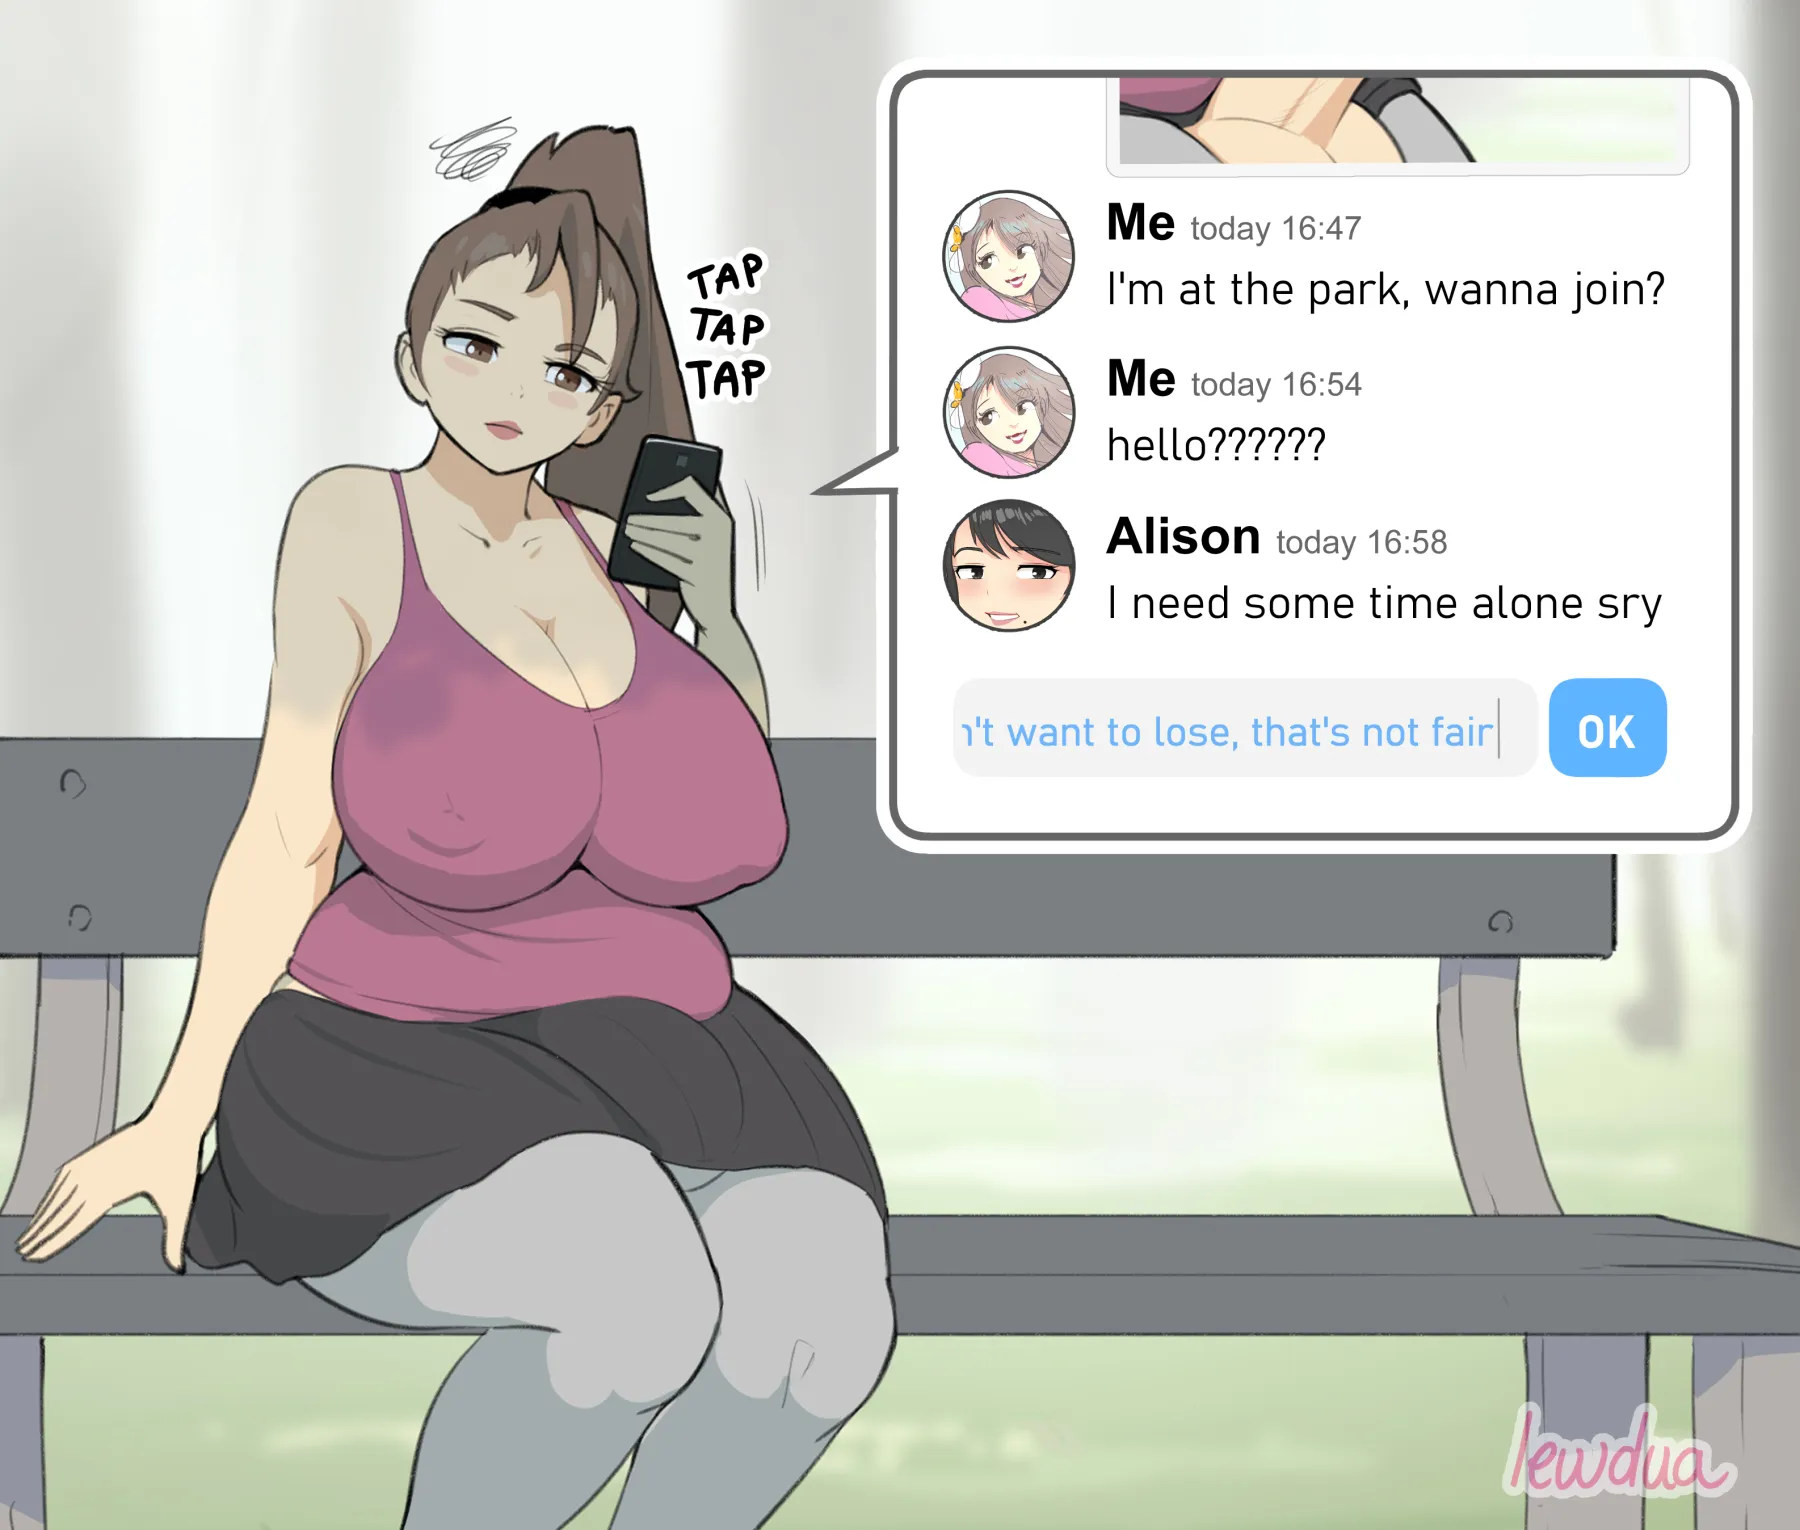 TAP
TAP
TAP
Me today 16:47
I'm at the park, wanna join?
Me today 16:54
hello??????
Alison today 16:58
I need some time alone sry
't want to lose, that's not fair
OK
lewdua